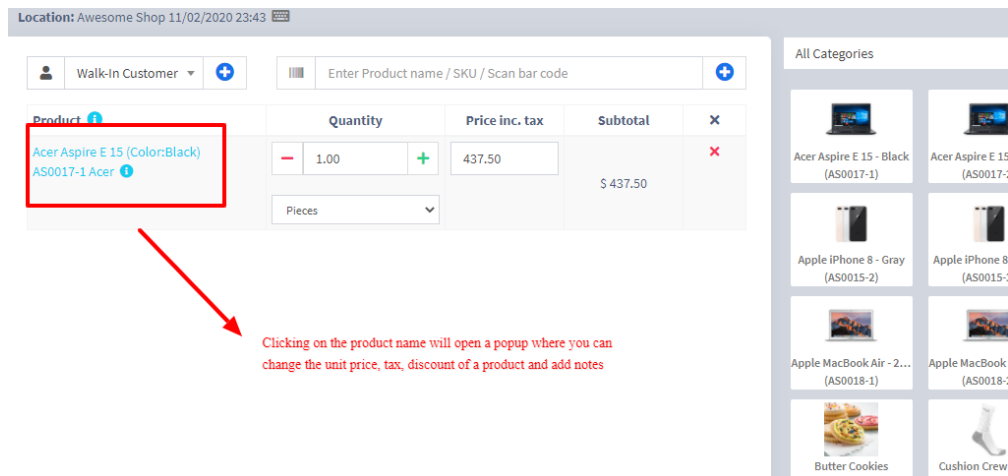 Location: Awesome Shop 11/02/2020 23:43
Walk-In Customer
Enter Product name / SKU / Scan bar code
All Categories
Product
Quantity
Price inc. tax
Subtotal
Acer Aspire E 15 (Color:Black)
AS0017-1 Acer
1.00
437.50
$ 437.50
Pieces
Clicking on the product name will open a popup where you can
change the unit price, tax, discount of a product and add notes
Acer Aspire E 15 - Black
(AS0017-1)
Acer Aspire E 15
(AS0017-
Apple iPhone 8 - Gray
(AS0015-2)
Apple iPhone 8
(AS0015-
Apple MacBook Air - 2...
(AS0018-1)
Apple MacBook
(AS0018-
Butter Cookies
Cushion Crew